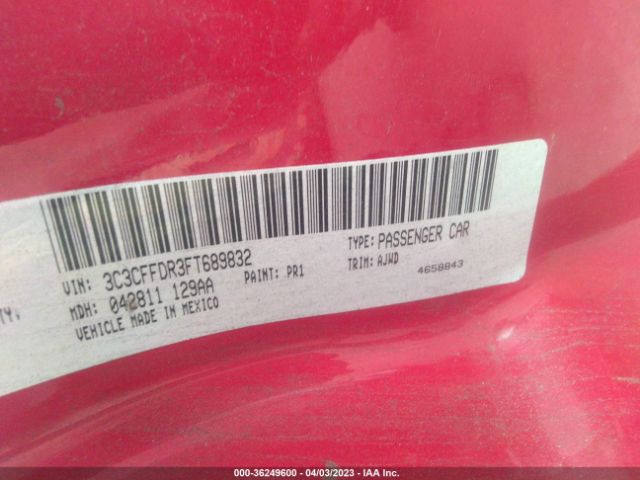 VIN: 3C3CFFDR3FT689832
TYPE: PASSENGER CAR
MDH: 042811 129AA
PAINT: PR1
TRIM: AJWD
TY:
VEHICLE MADE IN MEXICO
4658843
000-36249600 - 04/03/2023 - IAA Inc.